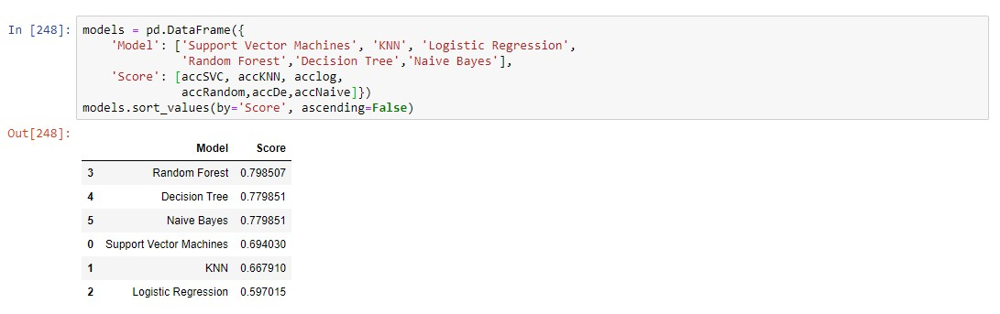 In [248]: models = pd.DataFrame({
'Model': ['Support Vector Machines', 'KNN', 'Logistic Regression',
'Random Forest','Decision Tree','Naive Bayes'],
'Score': [accSVC, accKNN, acclog,
accRandom,accDe,accNaive]})
models.sort_values(by='Score', ascending=False)
Out[248]:
Model Score
3 Random Forest 0.798507
4 Decision Tree 0.779851
5 Naive Bayes 0.779851
0 Support Vector Machines 0.694030
1 KNN 0.667910
2 Logistic Regression 0.597015